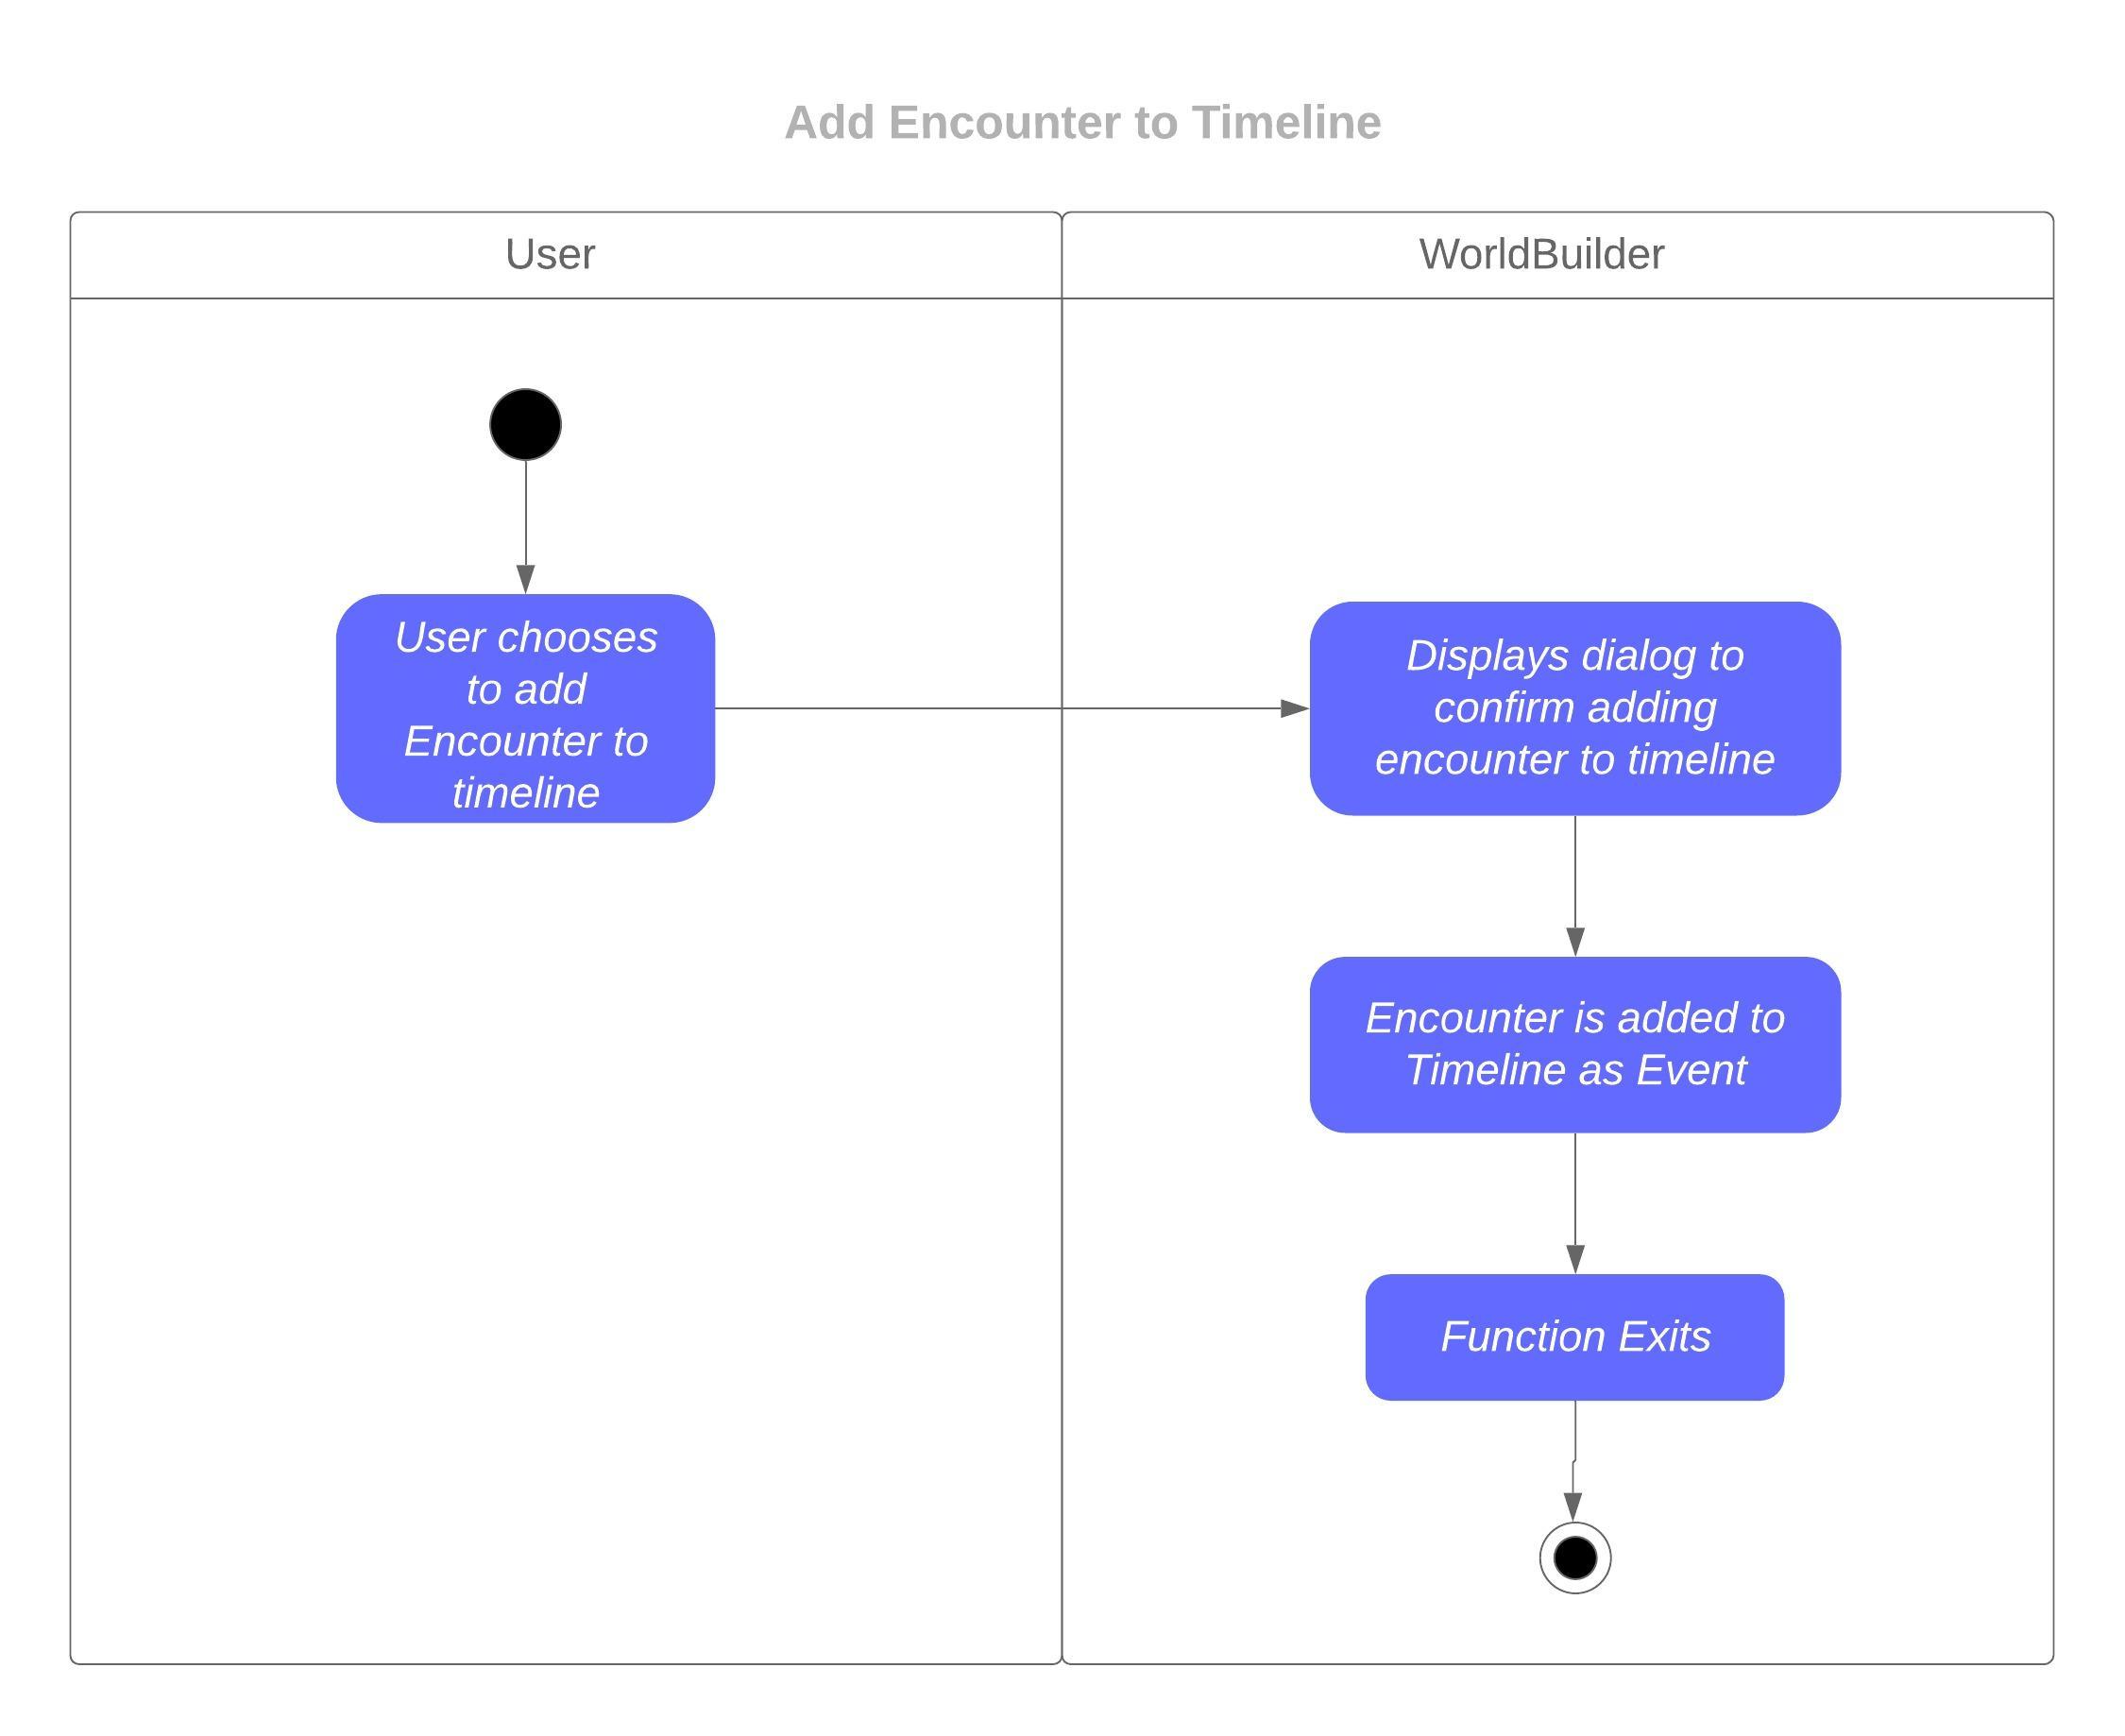 Add Encounter to Timeline
User
WorldBuilder
User chooses
to add
Encounter to
timeline
Displays dialog to
confirm adding
encounter to timeline
Encounter is added to
Timeline as Event
Function Exits